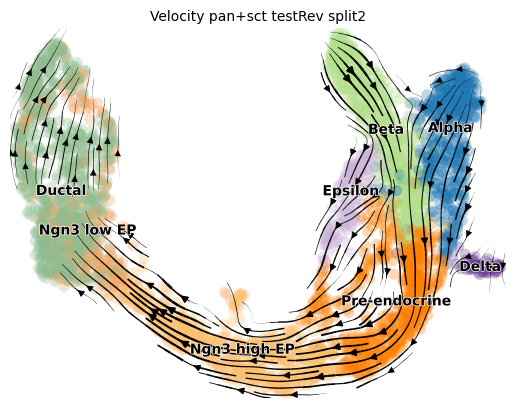 Velocity pan+sct testRev split2
Beta
Alpha
Ductal
Epsilon
Ngn3 low EP
Delta
Pre-endocrine
Ngn3 high EP